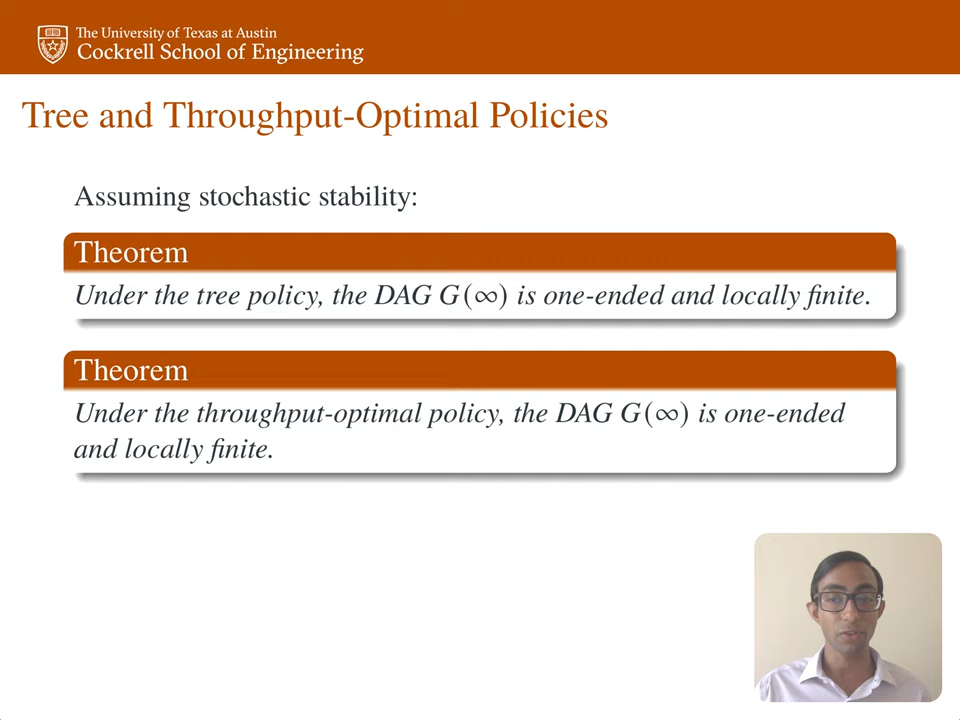 The University of Texas at Austin
Cockrell School of Engineering
Tree and Throughput-Optimal Policies
Assuming stochastic stability:
Theorem
Under the tree policy, the DAG G(∞) is one-ended and locally finite.
Theorem
Under the throughput-optimal policy, the DAG G(∞) is one-ended
and locally finite.